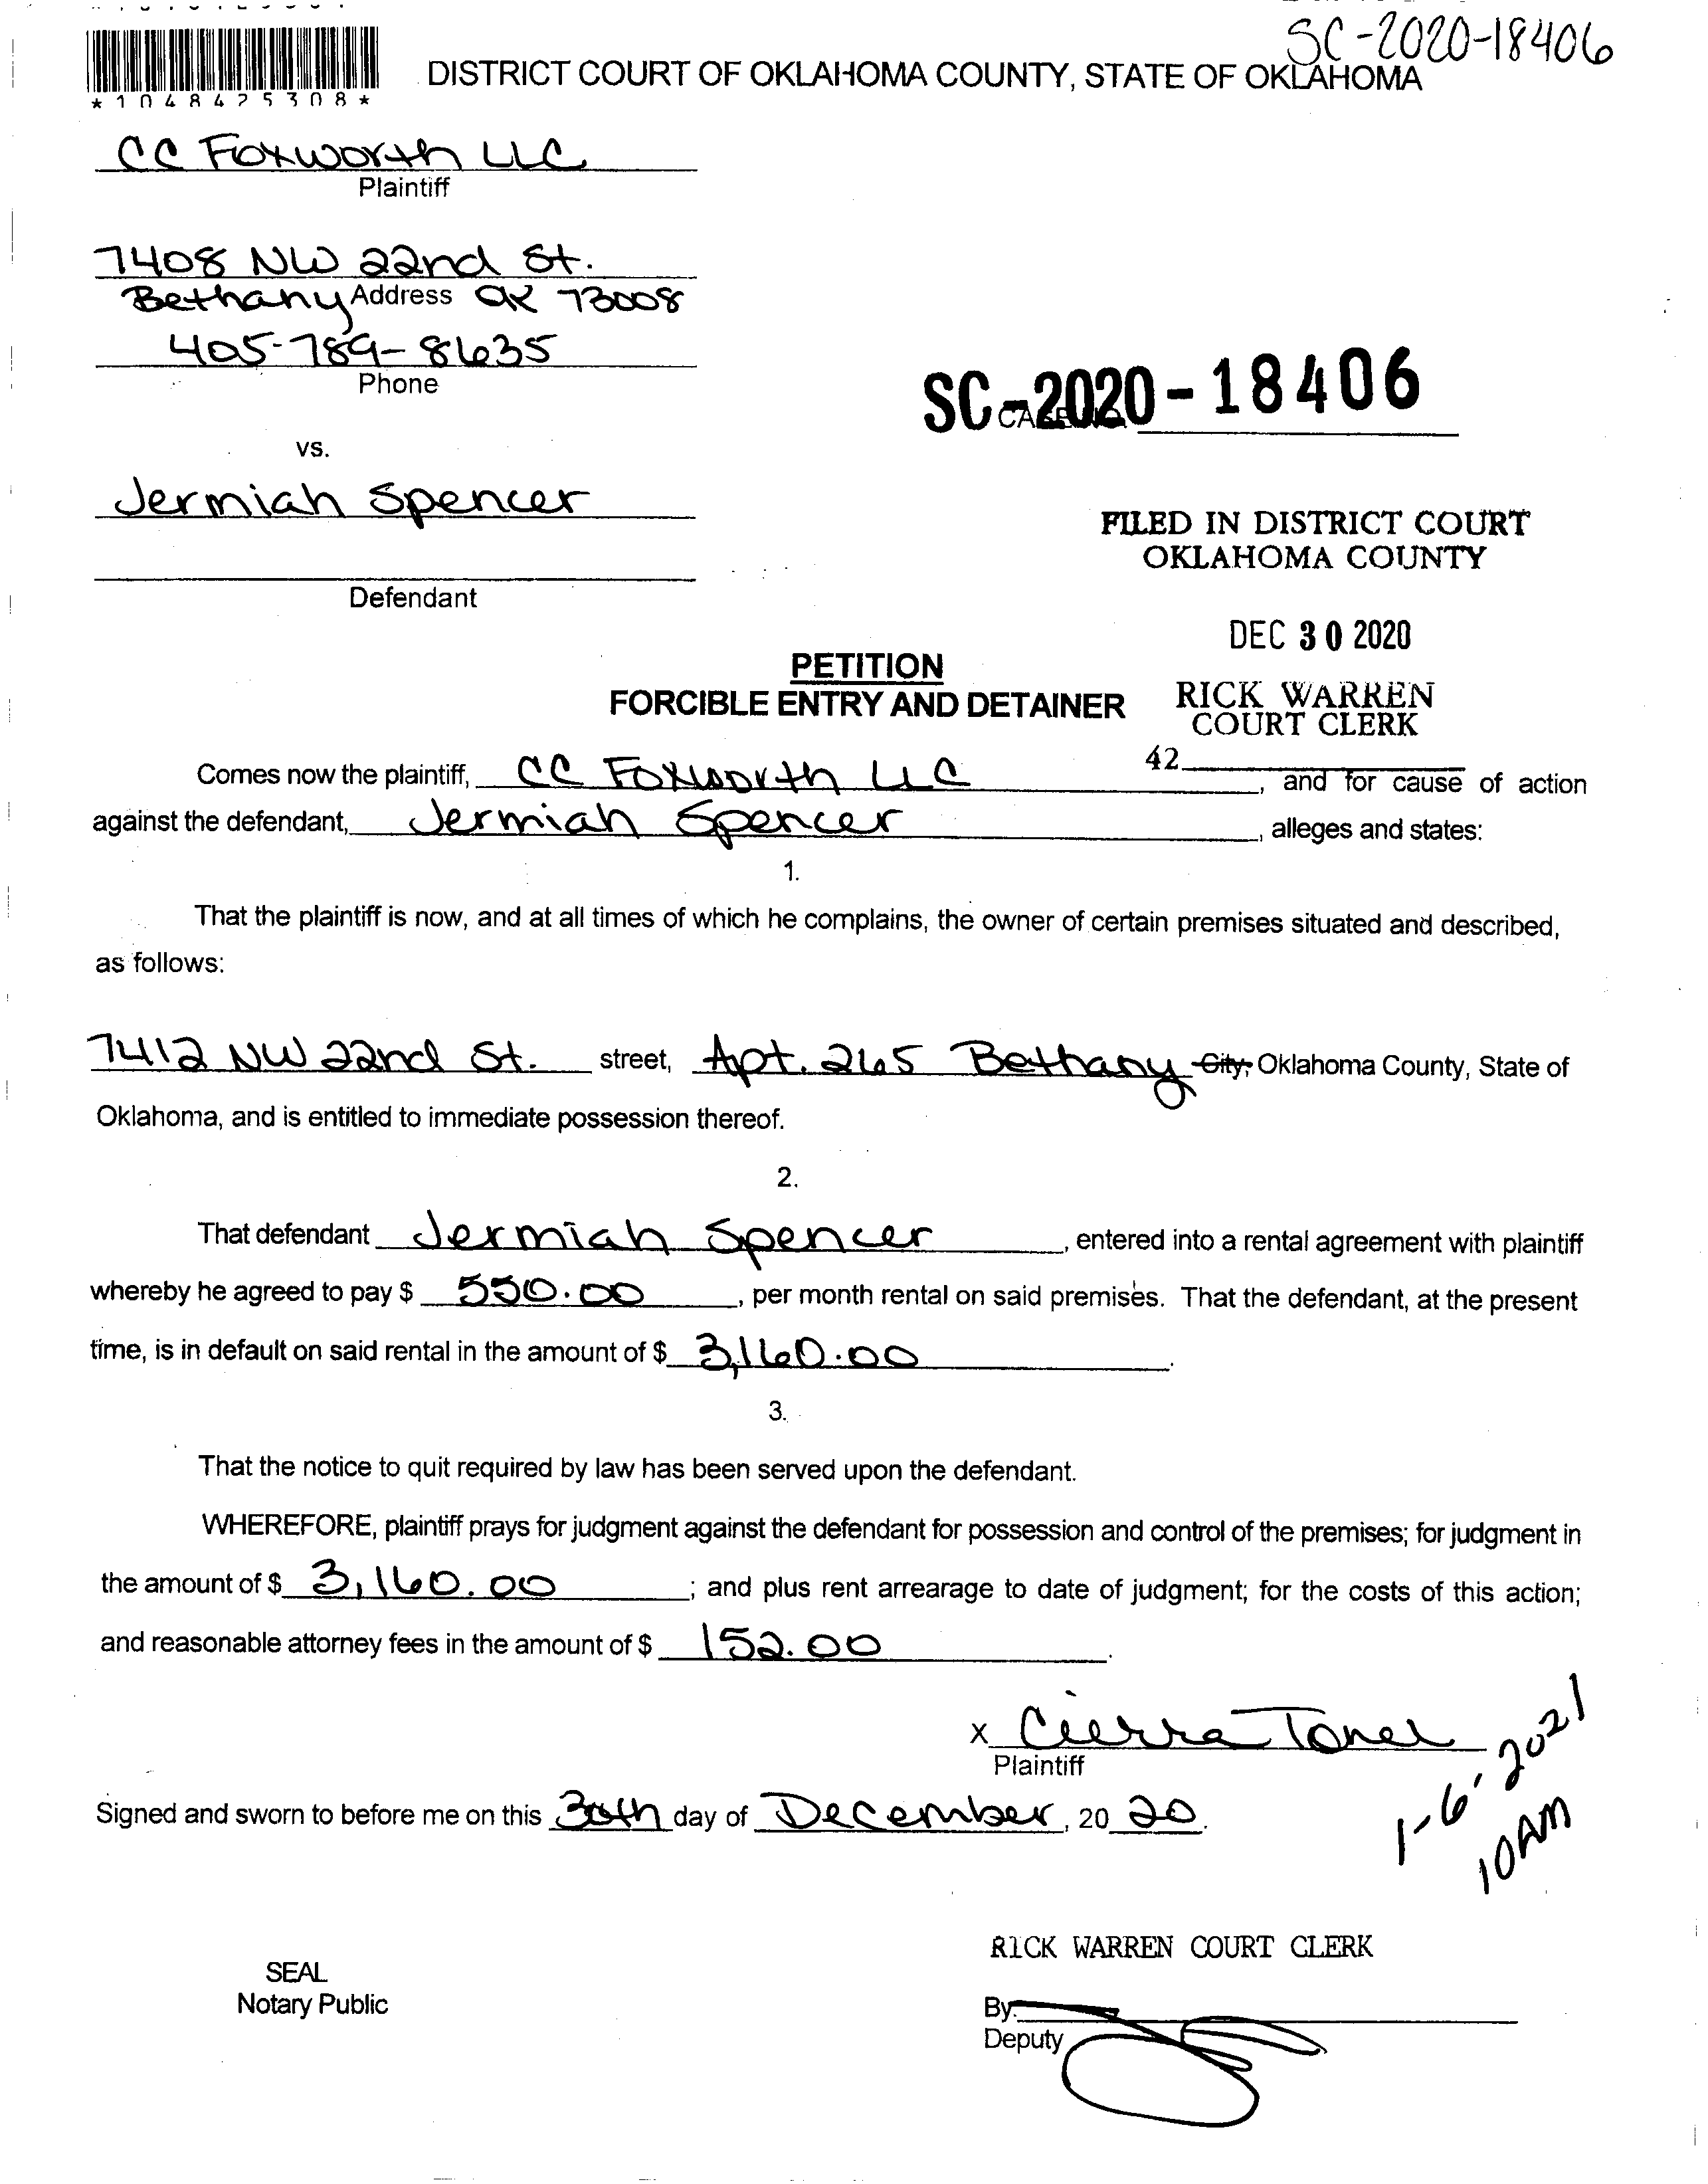 SC-2020-18406
*1048425308*
DISTRICT COURT OF OKLAHOMA COUNTY, STATE OF OKLAHOMA
CC Foxworth LLC
Plaintiff
7408 NW 22nd St.
Bethany Address OK 73008
405-789-8635
Phone
SC-2020-18406
CASE NO.
vs.
Jermiah Spencer
FILED IN DISTRICT COURT
OKLAHOMA COUNTY
Defendant
DEC 30 2020
PETITION
FORCIBLE ENTRY AND DETAINER
RICK WARREN
COURT CLERK
42
Comes now the plaintiff, CC Foxworth LLC, and for cause of action
against the defendant, Jermiah Spencer, alleges and states:
1.
That the plaintiff is now, and at all times of which he complains, the owner of certain premises situated and described,
as follows:
7412 NW 22nd St. street, Apt. 265 Bethany City, Oklahoma County, State of
Oklahoma, and is entitled to immediate possession thereof.
2.
That defendant Jermiah Spencer, entered into a rental agreement with plaintiff
whereby he agreed to pay $ 550.00, per month rental on said premises. That the defendant, at the present
time, is in default on said rental in the amount of $ 3,160.00.
3.
That the notice to quit required by law has been served upon the defendant.
WHEREFORE, plaintiff prays for judgment against the defendant for possession and control of the premises; for judgment in
the amount of $ 3,160.00; and plus rent arrearage to date of judgment; for the costs of this action;
and reasonable attorney fees in the amount of $ 152.00.
x Cierra Toner
Plaintiff
1-6-2021
10AM
Signed and sworn to before me on this 30th day of December, 20 20.
RICK WARREN COURT CLERK
SEAL
Notary Public
By:
Deputy